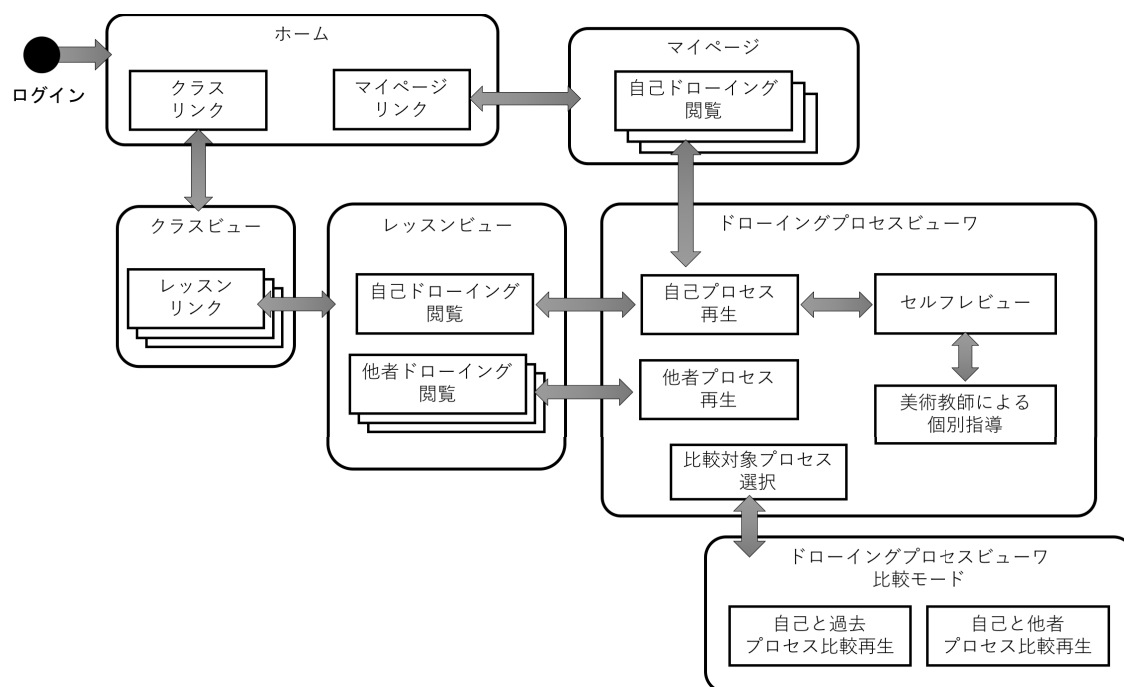 ログイン
ホーム
クラス
リンク
マイページ
リンク
マイページ
自己ドローイング
閲覧
クラスビュー
レッスン
リンク
レッスンビュー
自己ドローイング
閲覧
他者ドローイング
閲覧
ドローイングプロセスビューワ
自己プロセス
再生
セルフレビュー
他者プロセス
再生
美術教師による
個別指導
比較対象プロセス
選択
ドローイングプロセスビューワ
比較モード
自己と過去
プロセス比較再生
自己と他者
プロセス比較再生